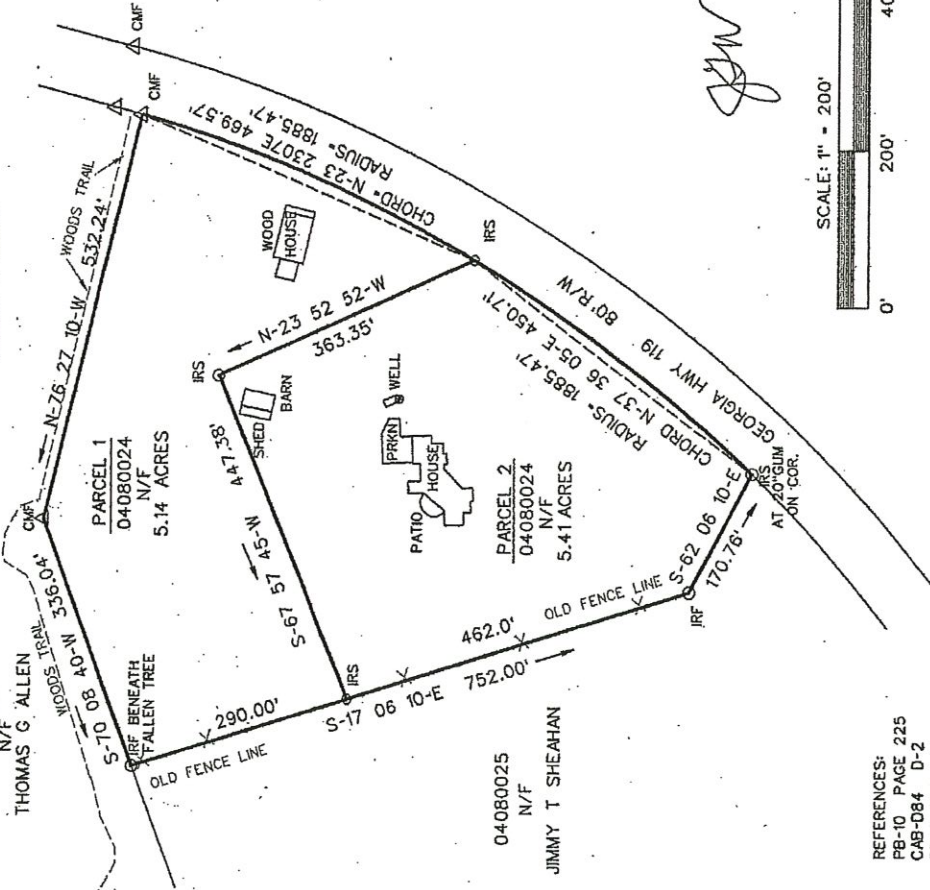 CMF
CMF
CMF
N/F
THOMAS G ALLEN
WOODS TRAIL
S-70 08 40-W 336.04'
N-76 27 10-W 532.24'
WOODS TRAIL
PARCEL 1
04080024
N/F
5.14 ACRES
WOOD
HOUSE
CHORD= N-23 2307E 469.57'
RADIUS= 1885.47'
IRF BENEATH
FALLEN TREE
OLD FENCE LINE
290.00'
IRS
N-23 52 52-W
363.35'
IRS
SHED
BARN
S-67 57 45-W 447.38'
IRS
WELL
PRKN
HOUSE
PATIO
PARCEL 2
04080024
N/F
5.41 ACRES
CHORD N-37 36 05-E 450.71'
RADIUS= 1885.47'
GEORGIA HWY 119 80' R/W
S-17 06 10-E 752.00'
462.0'
OLD FENCE LINE
IRF
S-62 06 10-E
170.76'
IRS
AT 20"GUM
ON COR.
04080025
N/F
JIMMY T SHEAHAN
SCALE: 1" = 200'
0' 200'
REFERENCES:
PB-10 PAGE 225
CAB-D84 D-2